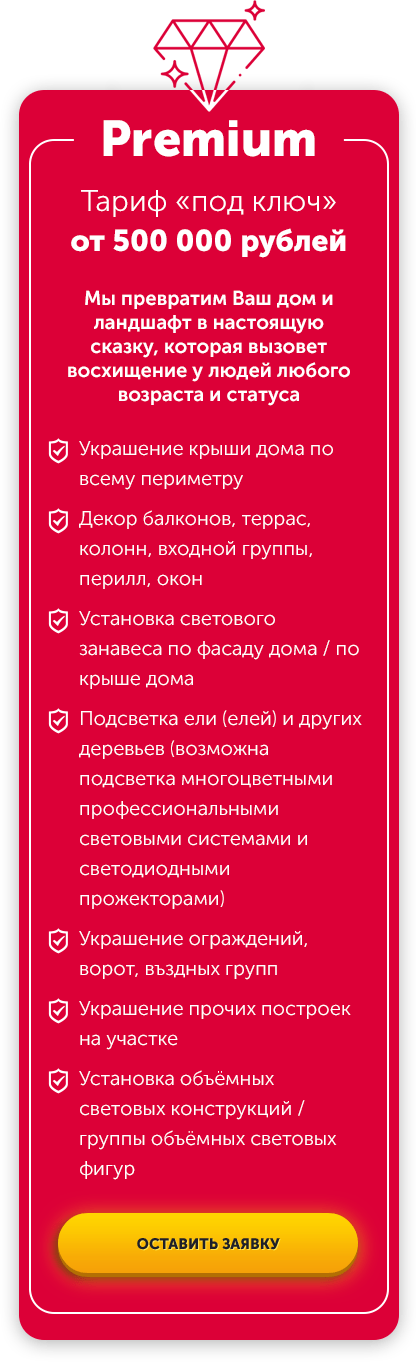 Premium
Тариф «под ключ»
от 500 000 рублей
Мы превратим Ваш дом и
ландшафт в настоящую
сказку, которая вызовет
восхищение у людей любого
возраста и статуса
Украшение крыши дома по
всему периметру
Декор балконов, террас,
колонн, входной группы,
перилл, окон
Установка светового
занавеса по фасаду дома / по
крыше дома
Подсветка ели (елей) и других
деревьев (возможна
подсветка многоцветными
профессиональными
световыми системами и
светодиодными
прожекторами)
Украшение ограждений,
ворот, въздных групп
Украшение прочих построек
на участке
Установка объёмных
световых конструкций /
группы объёмных световых
фигур
ОСТАВИТЬ ЗАЯВКУ